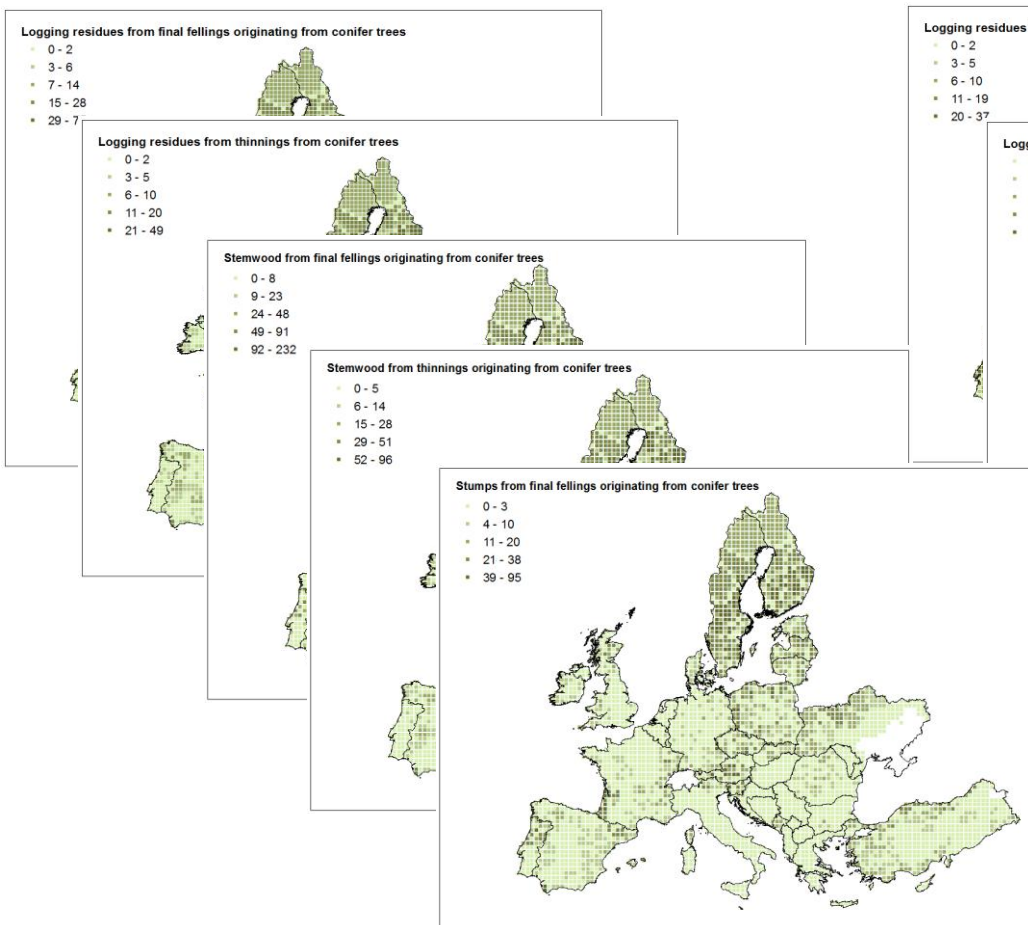 Logging residues from final fellings originating from conifer trees
0 - 2
3 - 6
7 - 14
15 - 28
29 - 7
Logging residues from thinnings from conifer trees
0 - 2
3 - 5
6 - 10
11 - 20
21 - 49
Stemwood from final fellings originating from conifer trees
0 - 8
9 - 23
24 - 48
49 - 91
92 - 232
Stemwood from thinnings originating from conifer trees
0 - 5
6 - 14
15 - 28
29 - 51
52 - 96
Stumps from final fellings originating from conifer trees
0 - 3
4 - 10
11 - 20
21 - 38
39 - 95
Logging residues
0 - 2
3 - 5
6 - 10
11 - 19
20 - 37